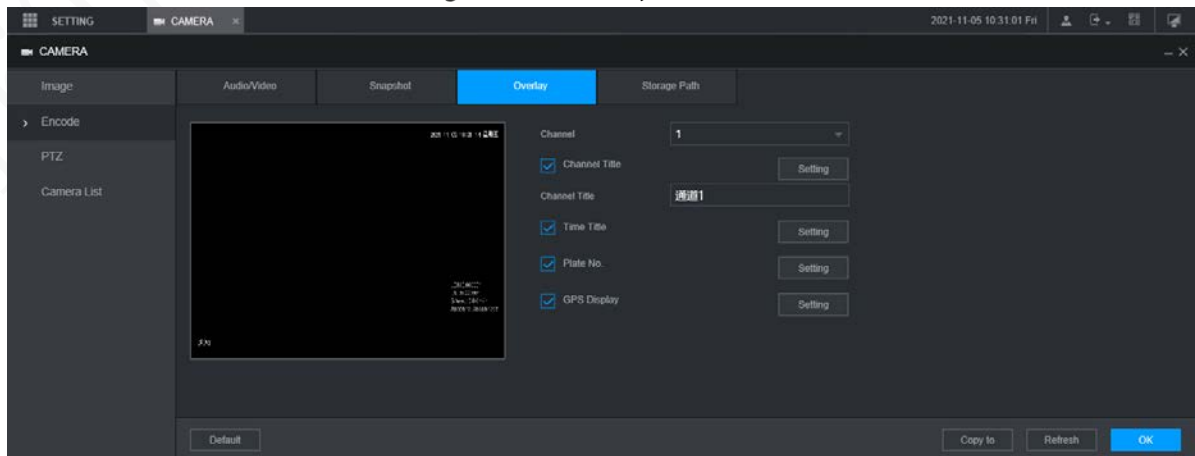 SETTING
CAMERA ×
2021-11-05 10:31:01 Fri
CAMERA
Image
Encode
PTZ
Camera List
Audio/Video
Snapshot
Overlay
Storage Path
Channel
1
Channel Title
Setting
Channel Title
通道1
Time Title
Setting
Plate No.
Setting
GPS Display
Setting
Default
Copy to
Refresh
OK